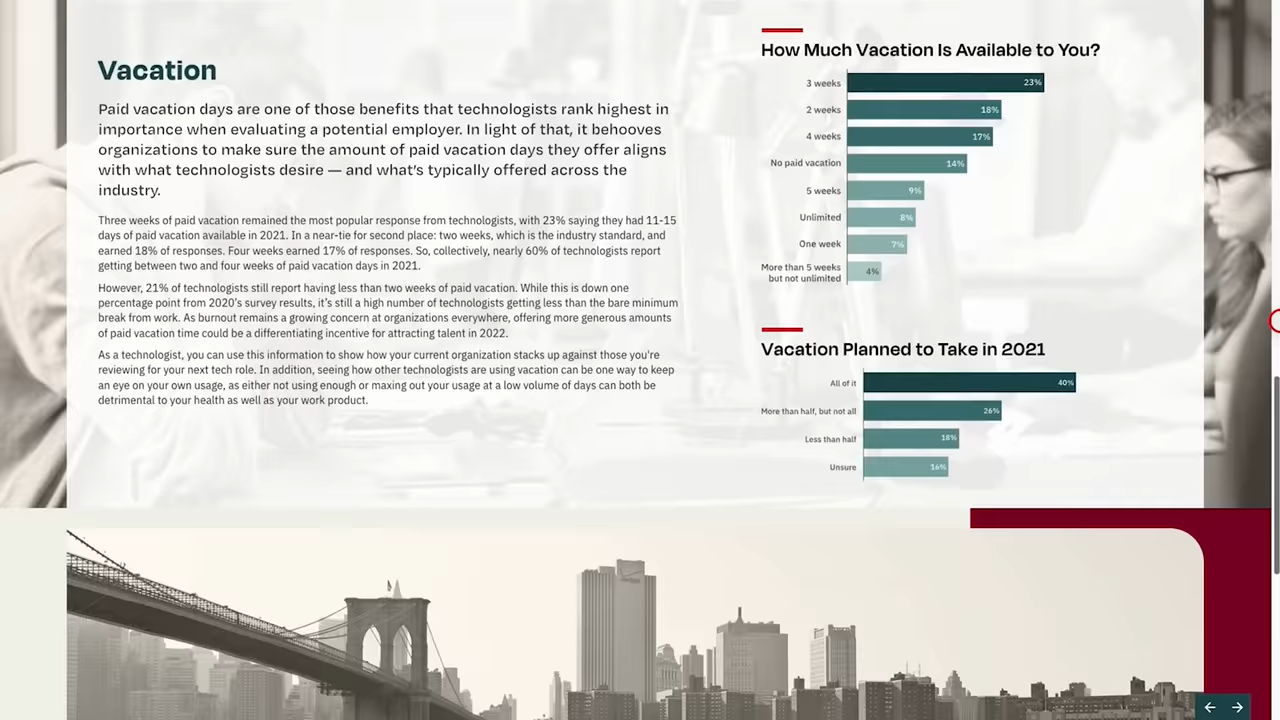 Vacation
Paid vacation days are one of those benefits that technologists rank highest in
importance when evaluating a potential employer. In light of that, it behooves
organizations to make sure the amount of paid vacation days they offer aligns
with what technologists desire — and what's typically offered across the
industry.
Three weeks of paid vacation remained the most popular response from technologists, with 23% saying they had 11-15
days of paid vacation available in 2021. In a near-tie for second place: two weeks, which is the industry standard, and
earned 18% of responses. Four weeks earned 17% of responses. So, collectively, nearly 60% of technologists report
getting between two and four weeks of paid vacation days in 2021.
However, 21% of technologists still report having less than two weeks of paid vacation. While this is down one
percentage point from 2020's survey results, it's still a high number of technologists getting less than the bare minimum
break from work. As burnout remains a growing concern at organizations everywhere, offering more generous amounts
of paid vacation time could be a differentiating incentive for attracting talent in 2022.
As a technologist, you can use this information to show how your current organization stacks up against those you're
reviewing for your next tech role. In addition, seeing how other technologists are using vacation can be one way to keep
an eye on your own usage, as either not using enough or maxing out your usage at a low volume of days can both be
detrimental to your health as well as your work product.
How Much Vacation Is Available to You?
3 weeks 23%
2 weeks 18%
4 weeks 17%
No paid vacation 14%
5 weeks 9%
Unlimited 8%
One week 7%
More than 5 weeks
but not unlimited 4%
Vacation Planned to Take in 2021
All of it 40%
More than half, but not all 26%
Less than half 18%
Unsure 16%